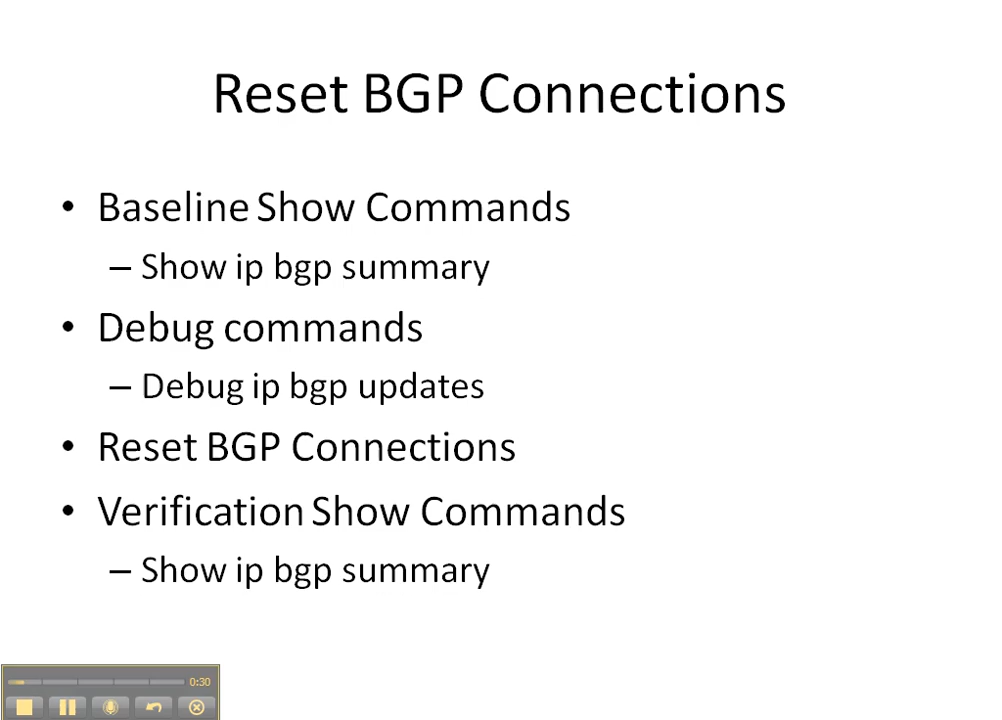 Reset BGP Connections
• Baseline Show Commands
– Show ip bgp summary
• Debug commands
– Debug ip bgp updates
• Reset BGP Connections
• Verification Show Commands
– Show ip bgp summary
0:30